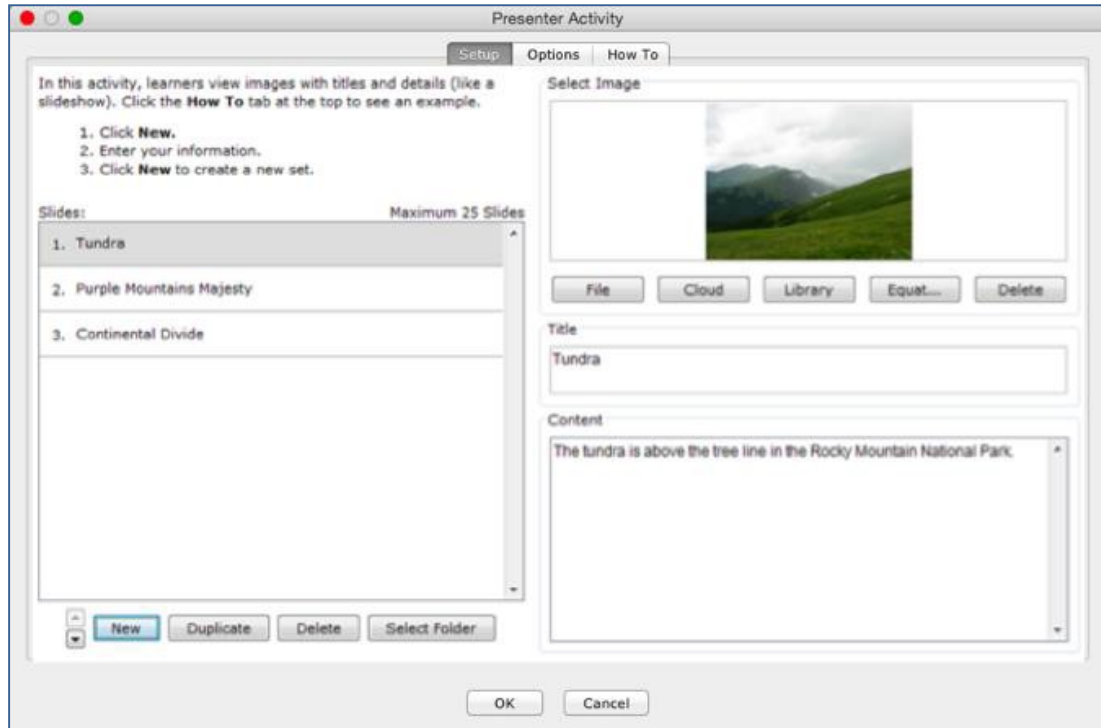 Presenter Activity
Setup Options How To
In this activity, learners view images with titles and details (like a
slideshow). Click the How To tab at the top to see an example.
1. Click New.
2. Enter your information.
3. Click New to create a new set.
Slides: Maximum 25 Slides
1. Tundra
2. Purple Mountains Majesty
3. Continental Divide
New Duplicate Delete Select Folder
Select Image
File Cloud Library Equat.... Delete
Title
Tundra
Content
The tundra is above the tree line in the Rocky Mountain National Park.
OK Cancel